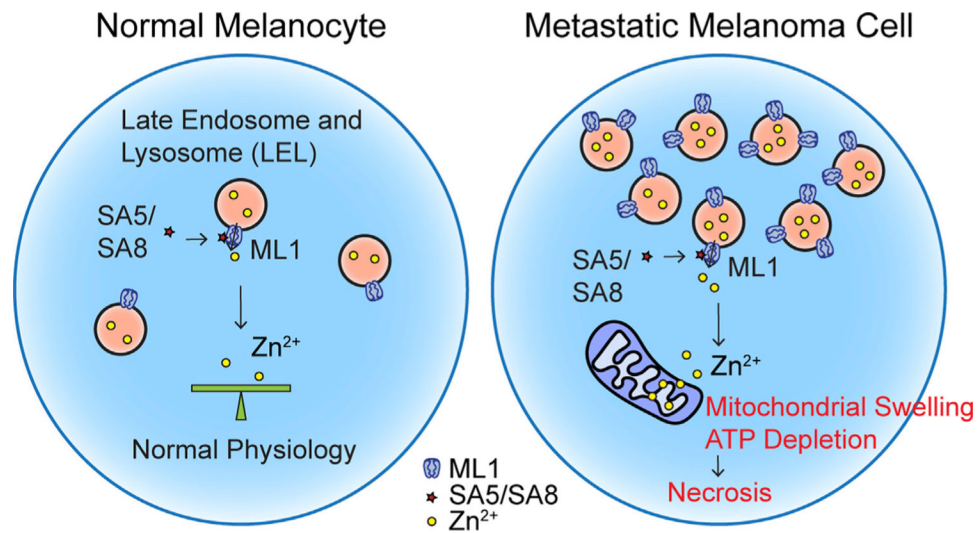 Normal Melanocyte
Metastatic Melanoma Cell
Late Endosome and
Lysosome (LEL)
SA5/
SA8
ML1
Zn²⁺
Normal Physiology
SA5/
SA8
ML1
Zn²⁺
Mitochondrial Swelling
ATP Depletion
Necrosis
ML1
SA5/SA8
Zn²⁺